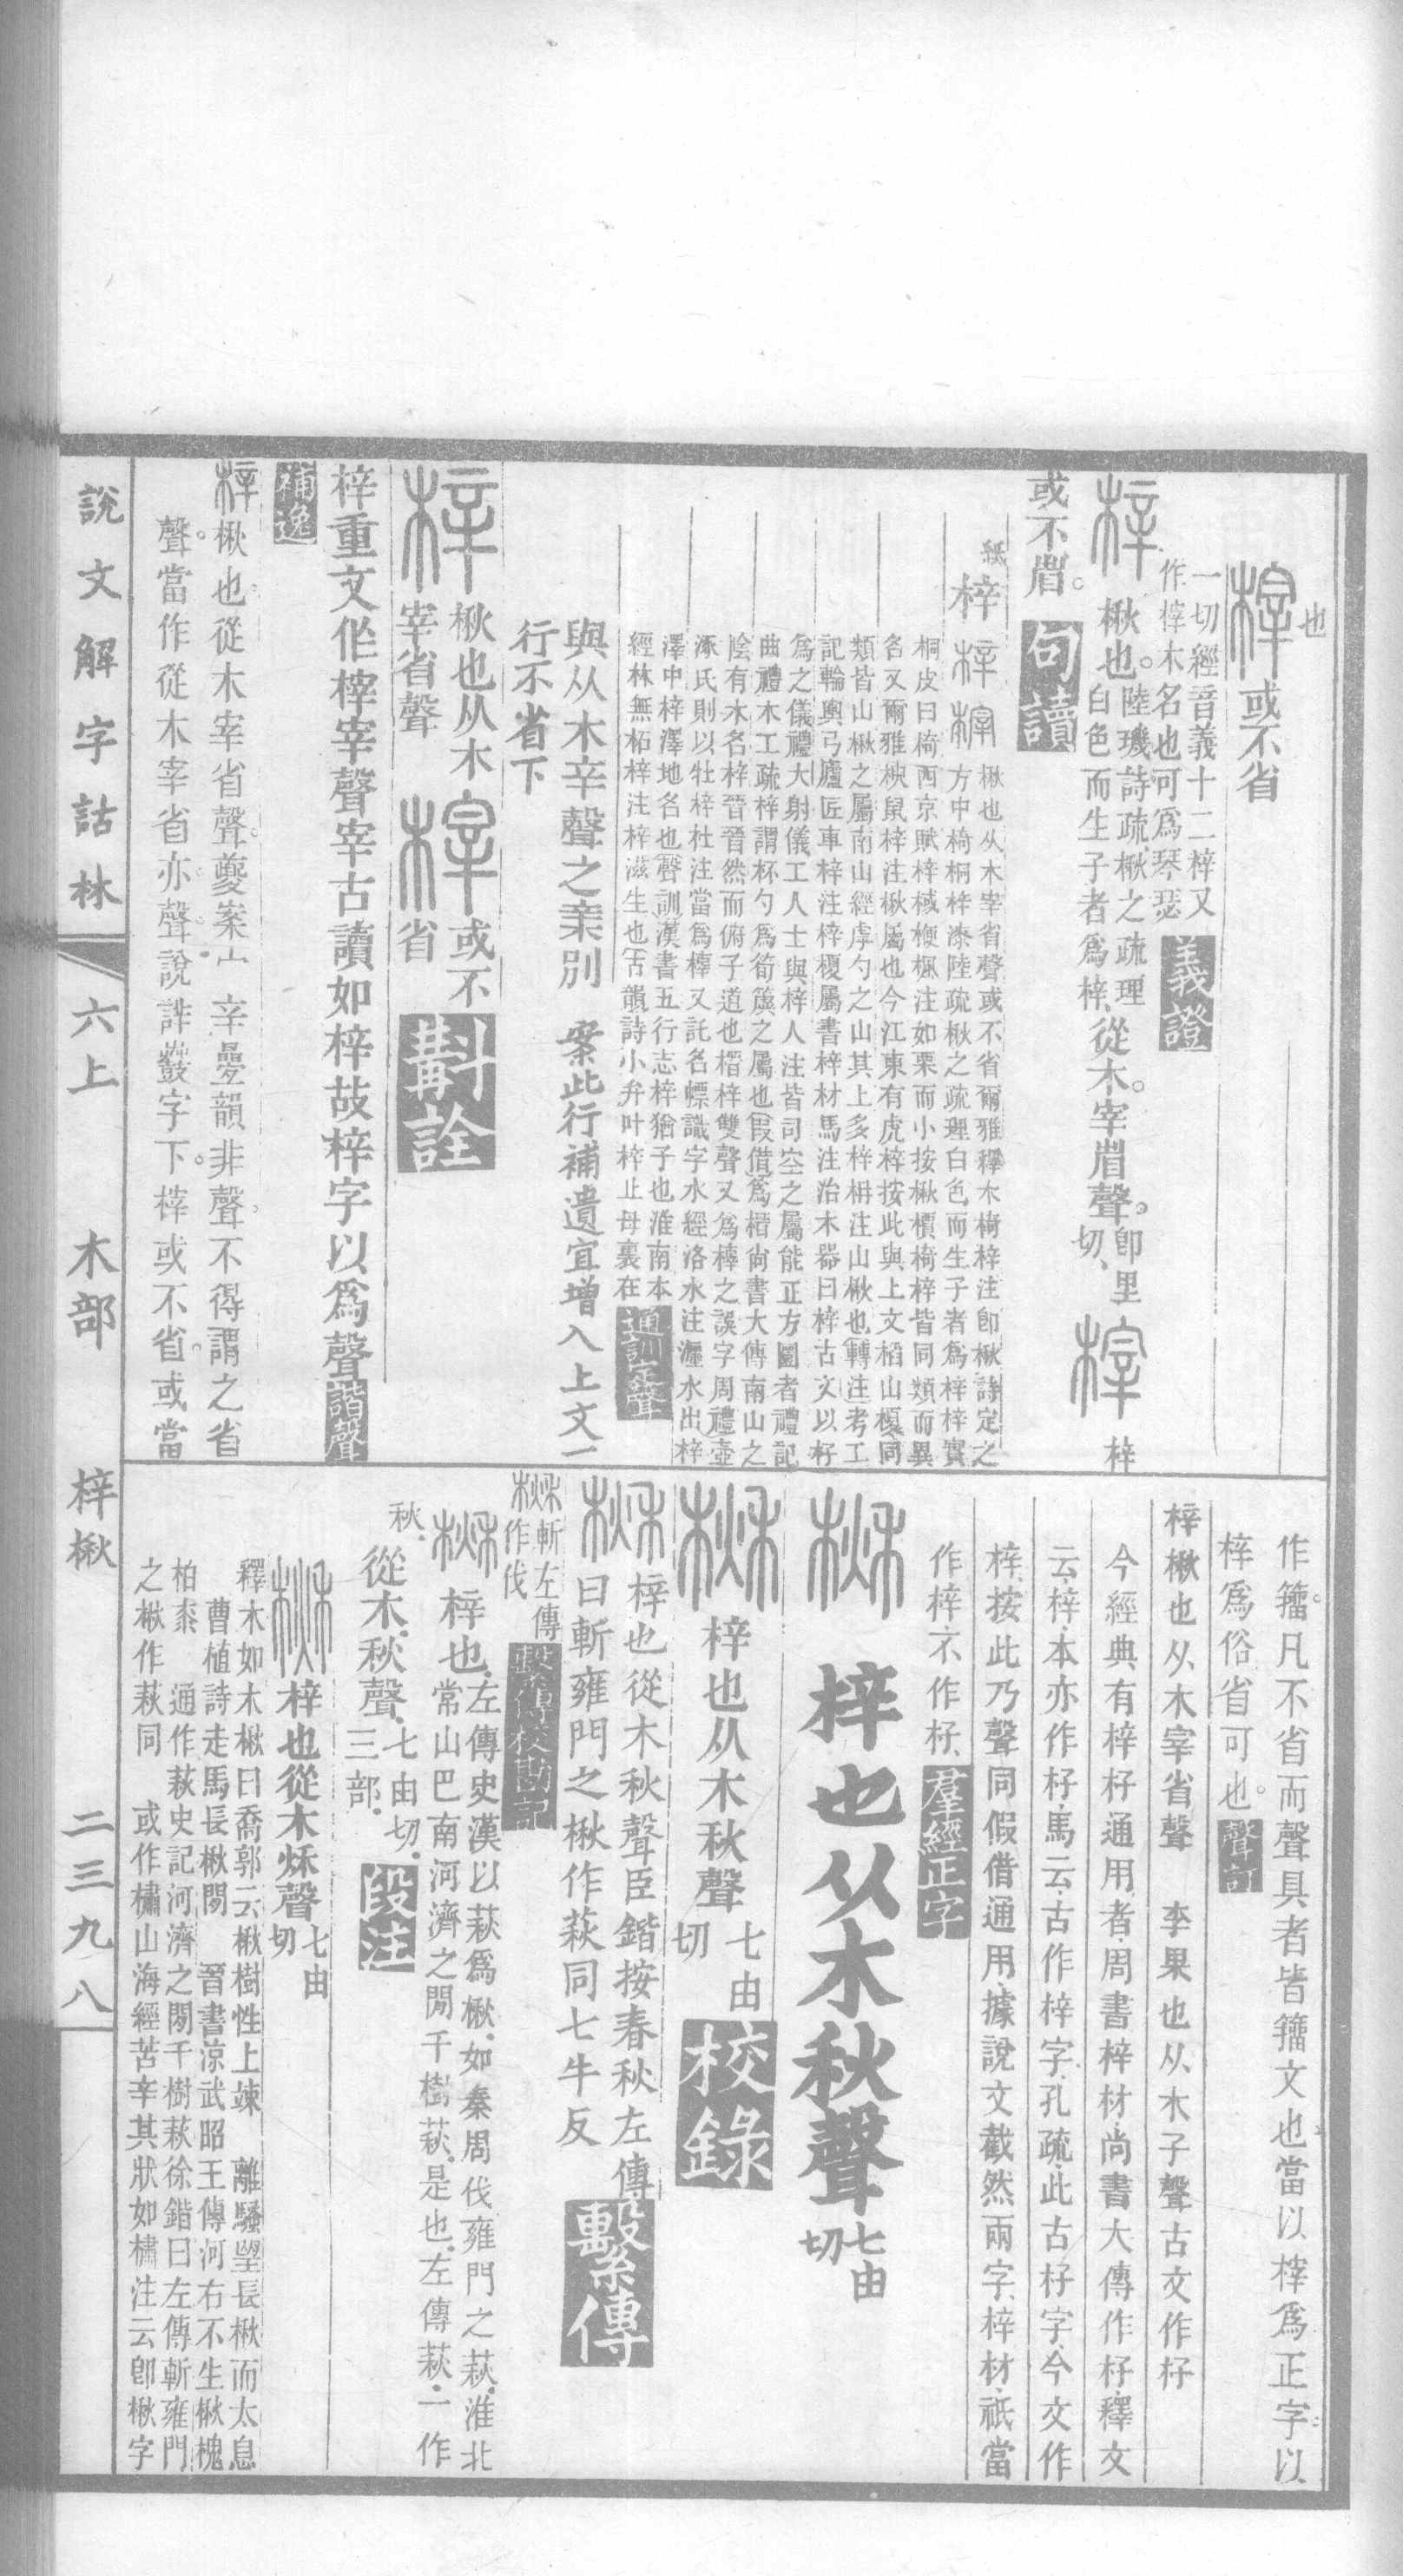 也
梓或不省
一切經音義十二梓又
作榟木名也可為琴瑟
義證
梓楸也
陸璣詩疏楸之疏理
白色而生子者爲梓
從木宰省聲
卽里
切
榟
梓
或不省
句讀
紙
梓梓榟
楸也从木宰省聲或不省爾雅釋木椅梓注卽楸詩定之
方中椅桐梓漆陸疏楸之疏理白色而生子者爲梓梓實
桐皮曰椅西京賦梓棫楩楓注如栗而小按楸檟椅梓皆同類而異
名又爾雅楰鼠梓注楸屬也今江東有虎梓按此與上文栢山榎同
類皆山楸之屬南山經虖勺之山其上多梓枏注山楸也轉注考工
記輪輿弓廬匠車梓注梓榎屬書梓材馬注治木器曰梓古文以杍
爲之儀禮大射儀工人士與梓人注皆司空之屬能正方圜者禮記
曲禮木工疏梓謂杯勺爲筍簴之屬也假借爲榗尙書大傳南山之
陰有木名梓晉晉然而俯子道也榗梓雙聲又爲榫之誤字周禮壺
涿氏則以牡梓杜注當爲榫又託名幖識字水經洛水注瀍水出梓
澤中梓澤地名也聲訓漢書五行志梓猶子也淮南本
經林無柘梓注梓滋生也古韻詩小弁叶梓止母裏在
通訓定聲
與从木辛聲之亲別　案此行補遺宜增入上文一
行不省下
梓楸也从木
宰省聲
榟或不
省
斠詮
梓重文作榟宰聲宰古讀如梓故梓字以爲聲
諧聲
補逸
梓楸也從木宰省聲夔案宀辛曡韻非聲不得謂之省
聲當作從木宰省亦聲說詳䵻字下榟或不省或當
作籒凡不省而聲具者皆籒文也當以榟爲正字以
梓爲俗省可也
聲訂
梓楸也从木宰省聲　李果也从木子聲古文作杍
今經典有梓杍通用者周書梓材尚書大傳作杍釋文
云梓本亦作杍馬云古作梓字孔疏此古杍字今文作
梓按此乃聲同假借通用據說文截然兩字梓材祇當
作梓不作杍
羣經正字
楸
梓也从木秋聲
七由
切
楸梓也从木秋聲
七由
切
校錄
楸梓也從木秋聲臣鍇按春秋左傳
曰斬雍門之楸作萩同七牛反
繫傳
楸斬左傳
作伐
繫傳校勘記
楸梓也
左傳史漢以萩爲楸如秦周伐雍門之萩淮北
常山巴南河濟之閒千樹萩是也左傳萩一作
秋
從木秋聲
七由切
三部
段注
楸梓也從木秌聲
七由
切
釋木如木楸曰喬郭云楸樹性上竦　離騷望長楸而太息
曹植詩走馬長楸閒　晉書涼武昭王傳河右不生楸槐
柏桼　通作萩史記河濟之閒千樹萩徐鍇曰左傳斬雍門
之楸作萩同　或作橚山海經苦辛其狀如橚注云卽楸字
說文解字詁林
六上　木部　梓楸　二三九八